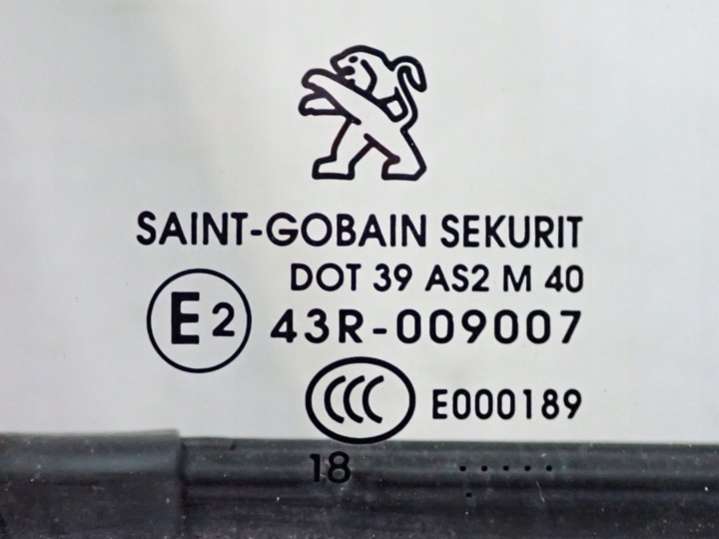 SAINT-GOBAIN SEKURIT
DOT 39 AS2 M 40
E2 43R-009007
CCC E000189
18